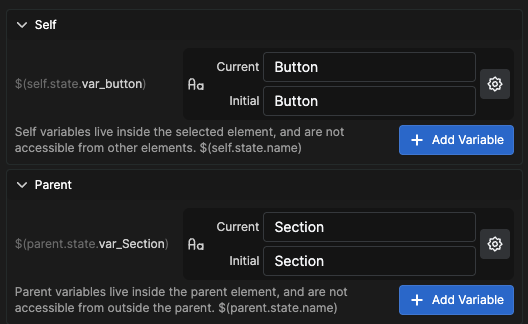 Self
$(self.state.var_button)
Aa
Current
Button
Initial
Button
Self variables live inside the selected element, and are not
accessible from other elements. $(self.state.name)
+ Add Variable
Parent
$(parent.state.var_Section)
Aa
Current
Section
Initial
Section
Parent variables live inside the parent element, and are not
accessible from outside the parent. $(parent.state.name)
+ Add Variable